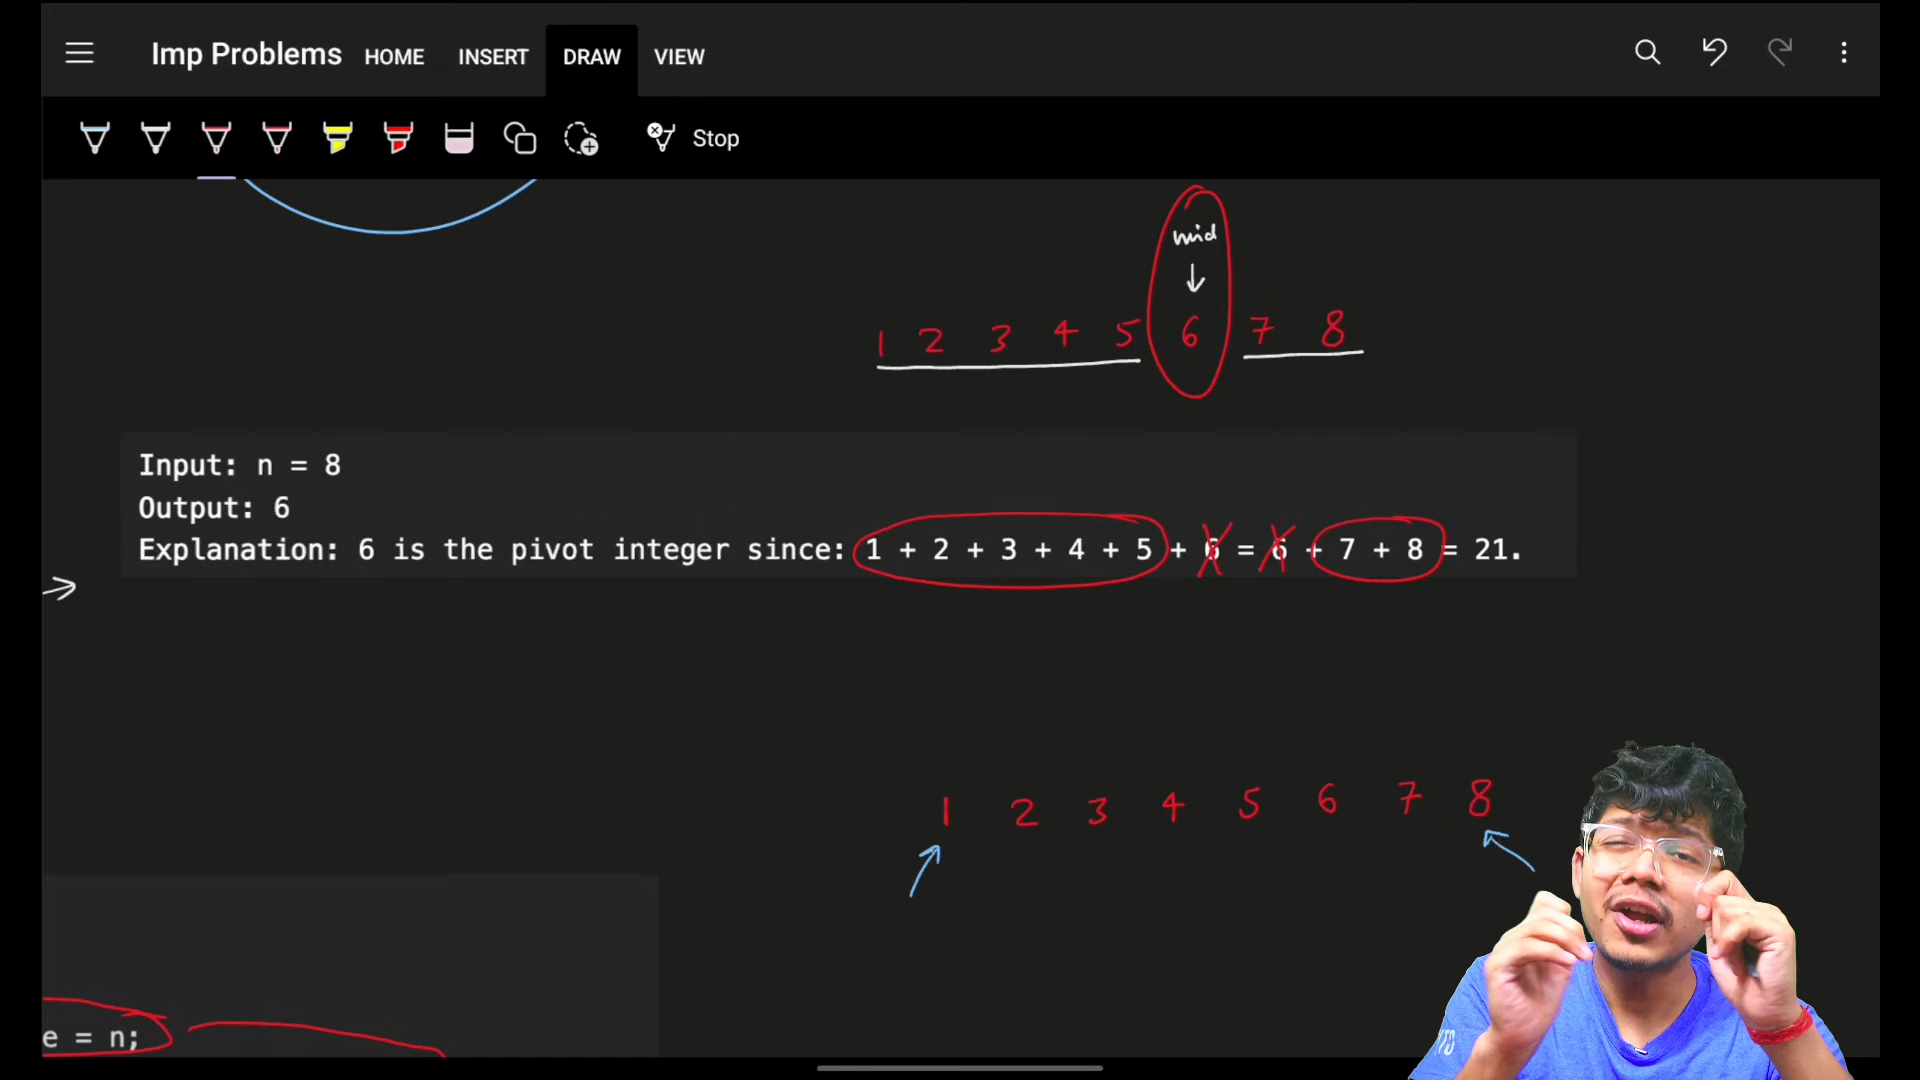 Imp Problems HOME INSERT DRAW VIEW
Stop
mid
1 2 3 4 5 6 7 8
Input: n = 8
Output: 6
Explanation: 6 is the pivot integer since: 1 + 2 + 3 + 4 + 5 + 6 = 6 + 7 + 8 = 21.
1 2 3 4 5 6 7 8
e = n;